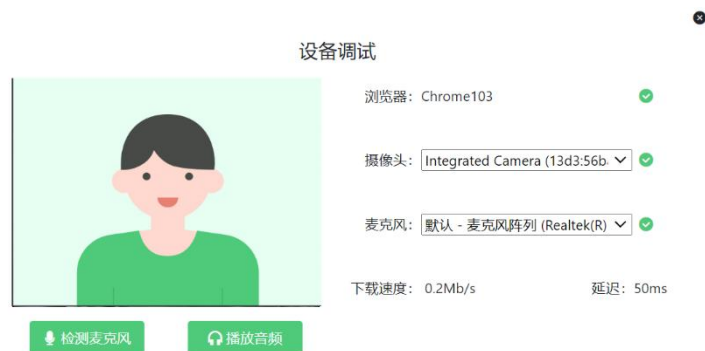 设备调试
浏览器：Chrome103
摄像头：Integrated Camera (13d3:56b
麦克风：默认 - 麦克风阵列 (Realtek(R)
下载速度：0.2Mb/s 延迟：50ms
检测麦克风 播放音频